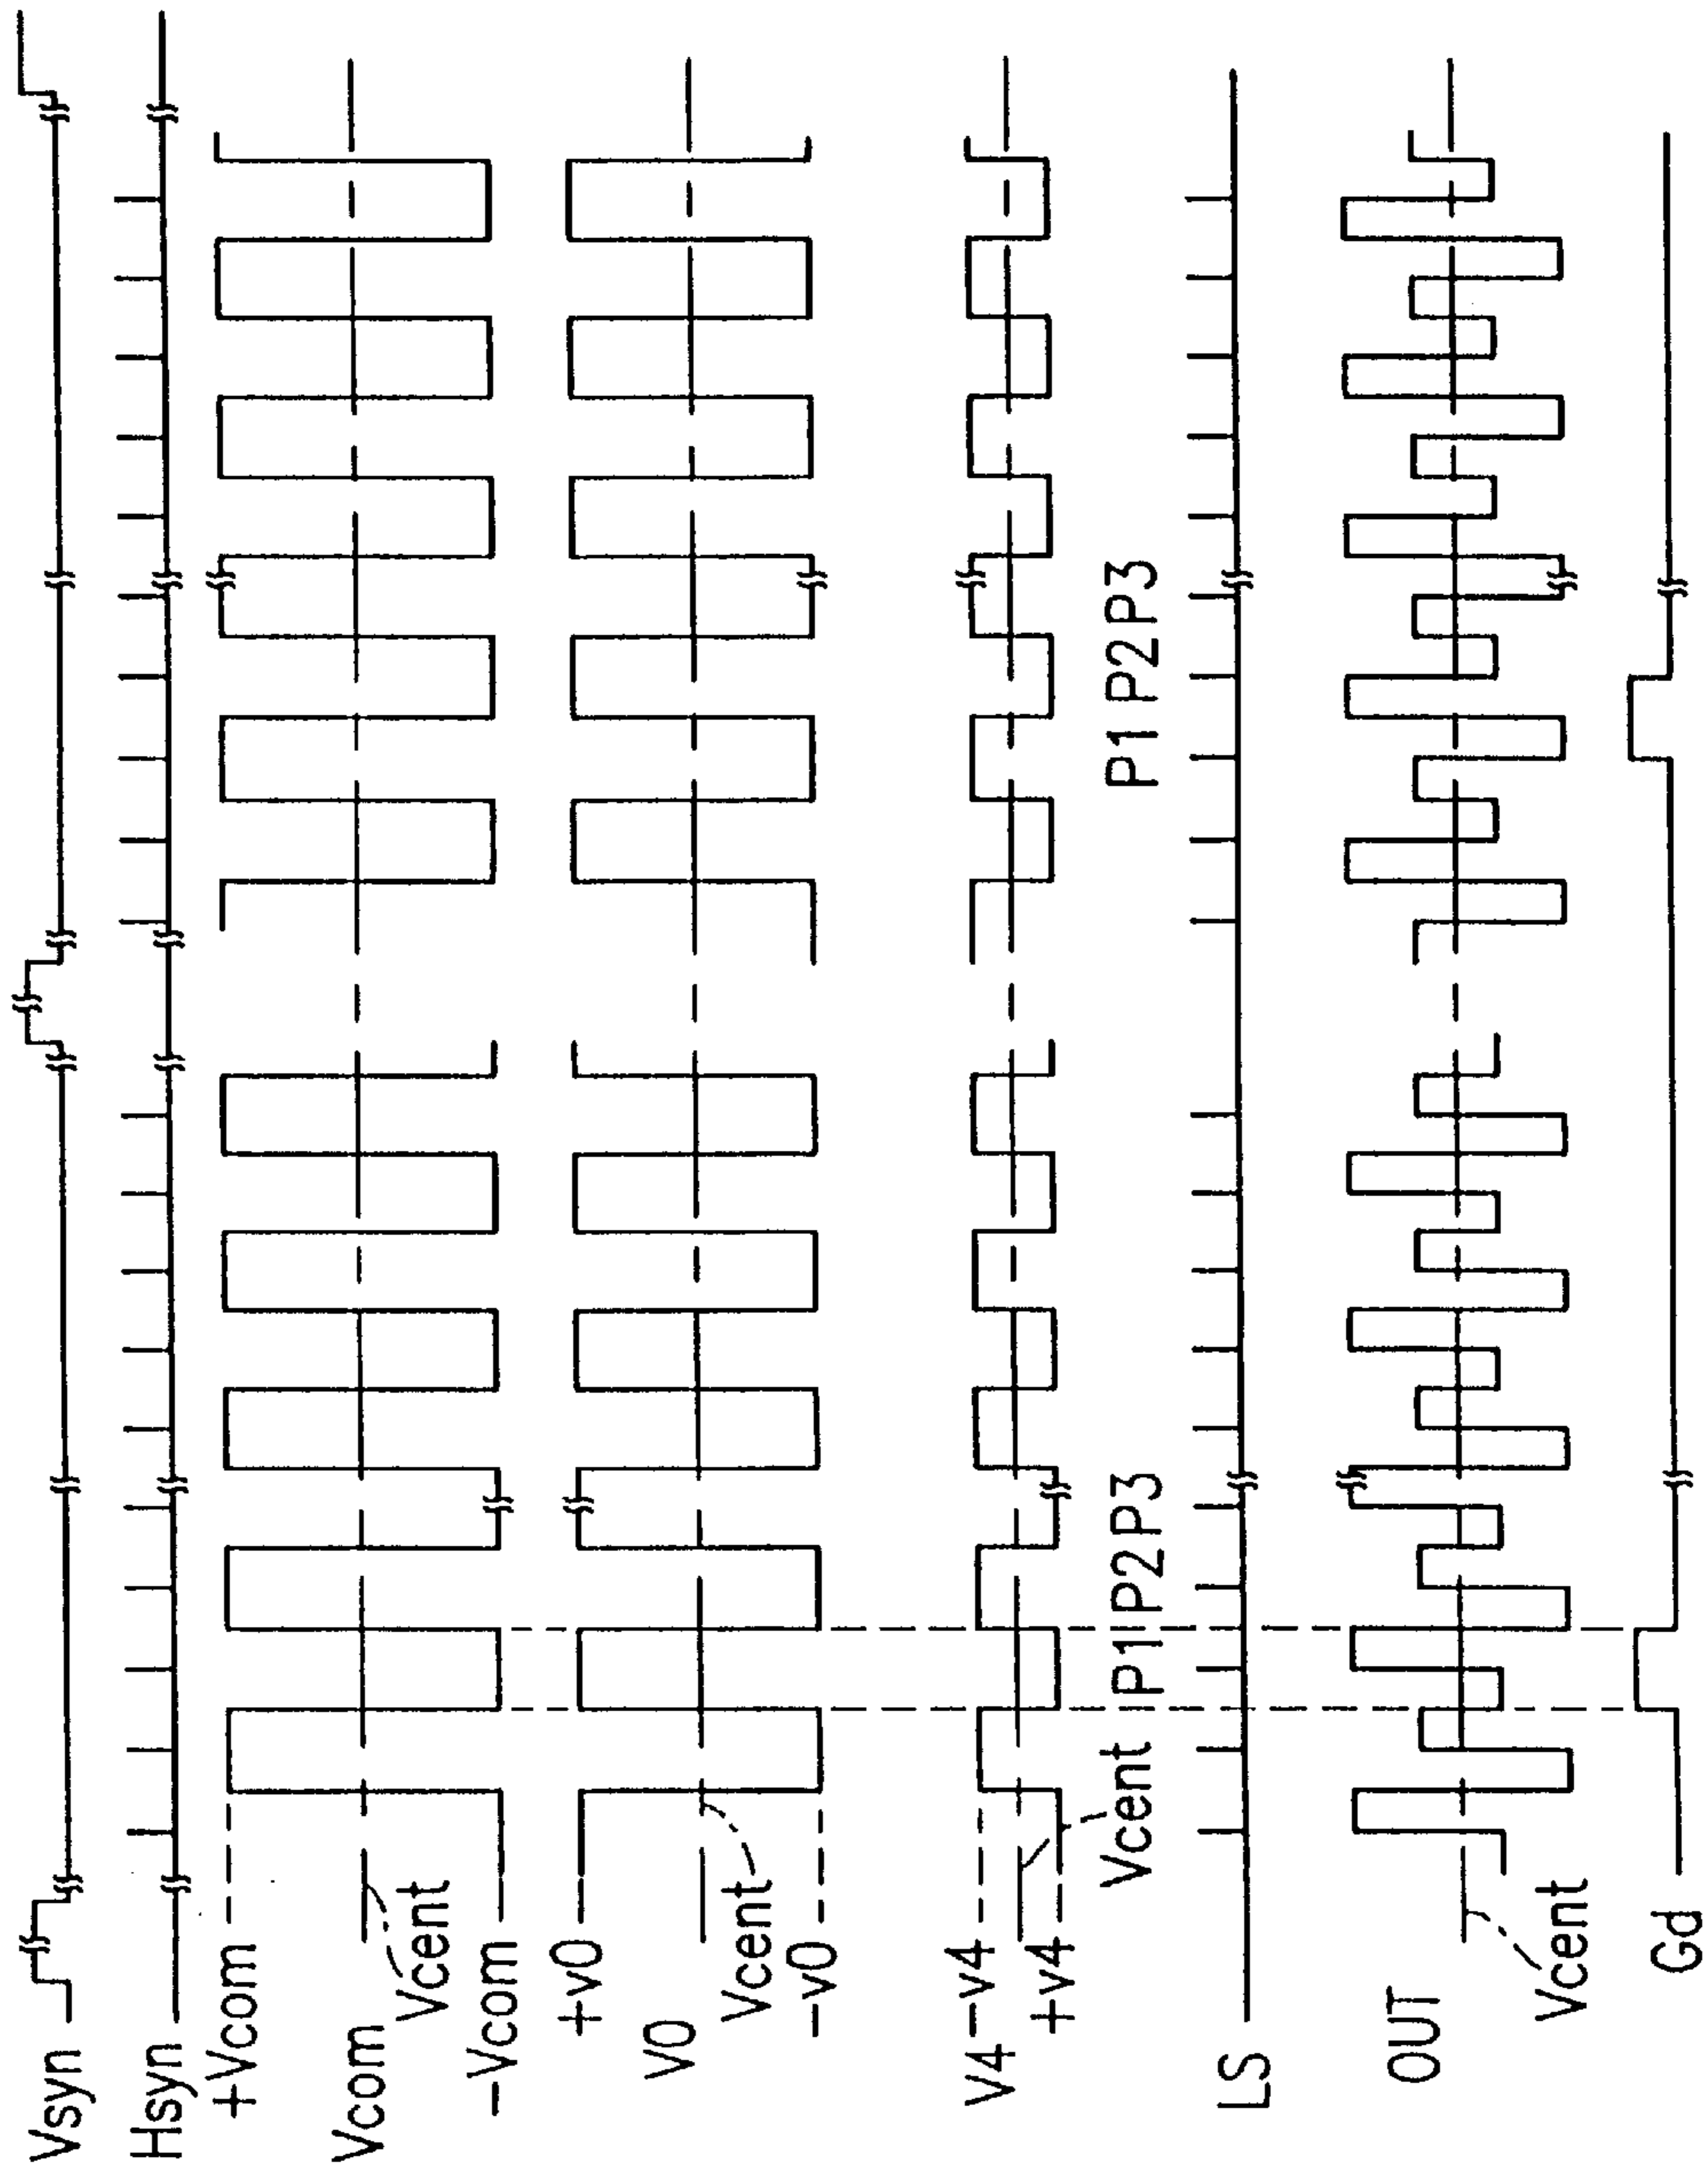 Vsyn
Hsyn
+Vcom
Vcom
Vcent
-Vcom
+v0
V0
Vcent
-v0
V4 -v4
+v4
Vcent
P1 P2 P3
P1 P2 P3
LS
OUT
Vcent
Gd